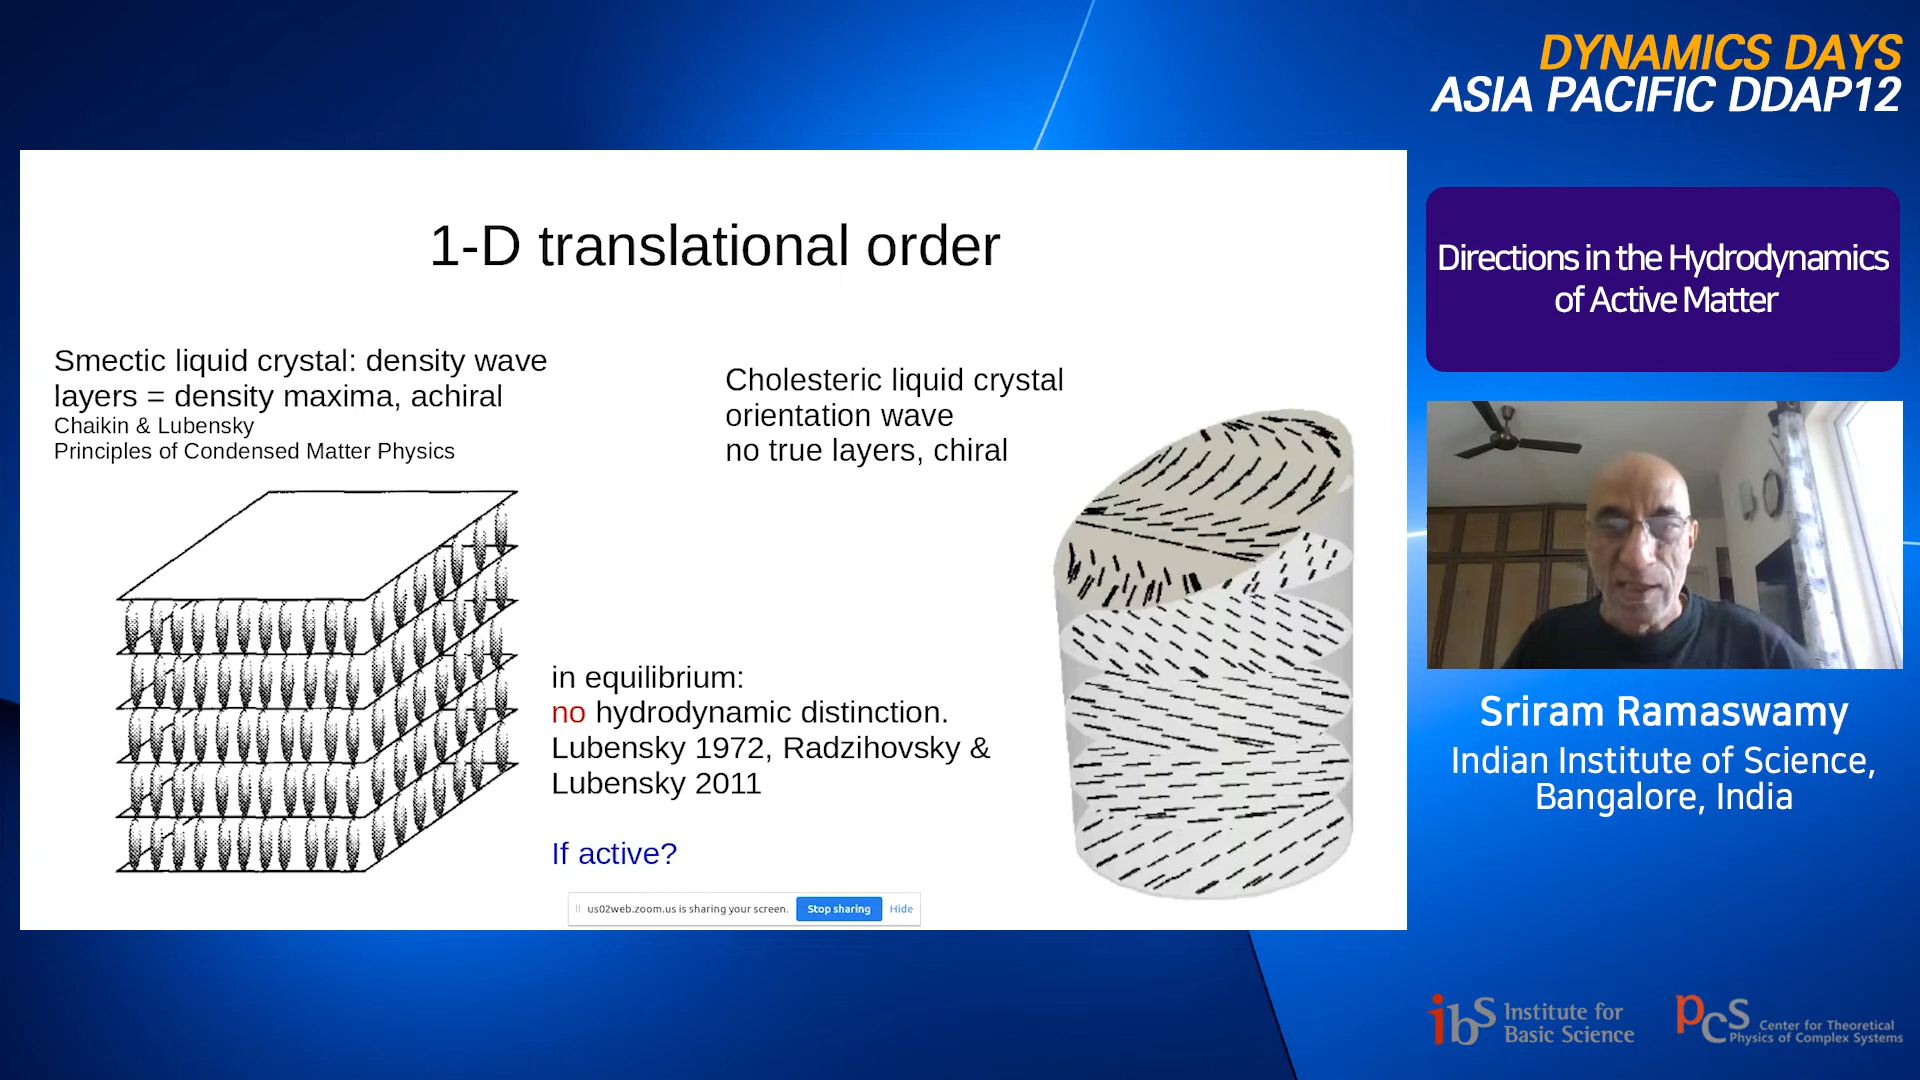 DYNAMICS DAYS
ASIA PACIFIC DDAP12
Directions in the Hydrodynamics
of Active Matter
1-D translational order
Smectic liquid crystal: density wave
layers = density maxima, achiral
Chaikin & Lubensky
Principles of Condensed Matter Physics
Cholesteric liquid crystal
orientation wave
no true layers, chiral
in equilibrium:
no hydrodynamic distinction.
Lubensky 1972, Radzihovsky &
Lubensky 2011
If active?
us02web.zoom.us is sharing your screen. Stop sharing Hide
Sriram Ramaswamy
Indian Institute of Science,
Bangalore, India
ibs Institute for
Basic Science
pcs Center for Theoretical
Physics of Complex Systems